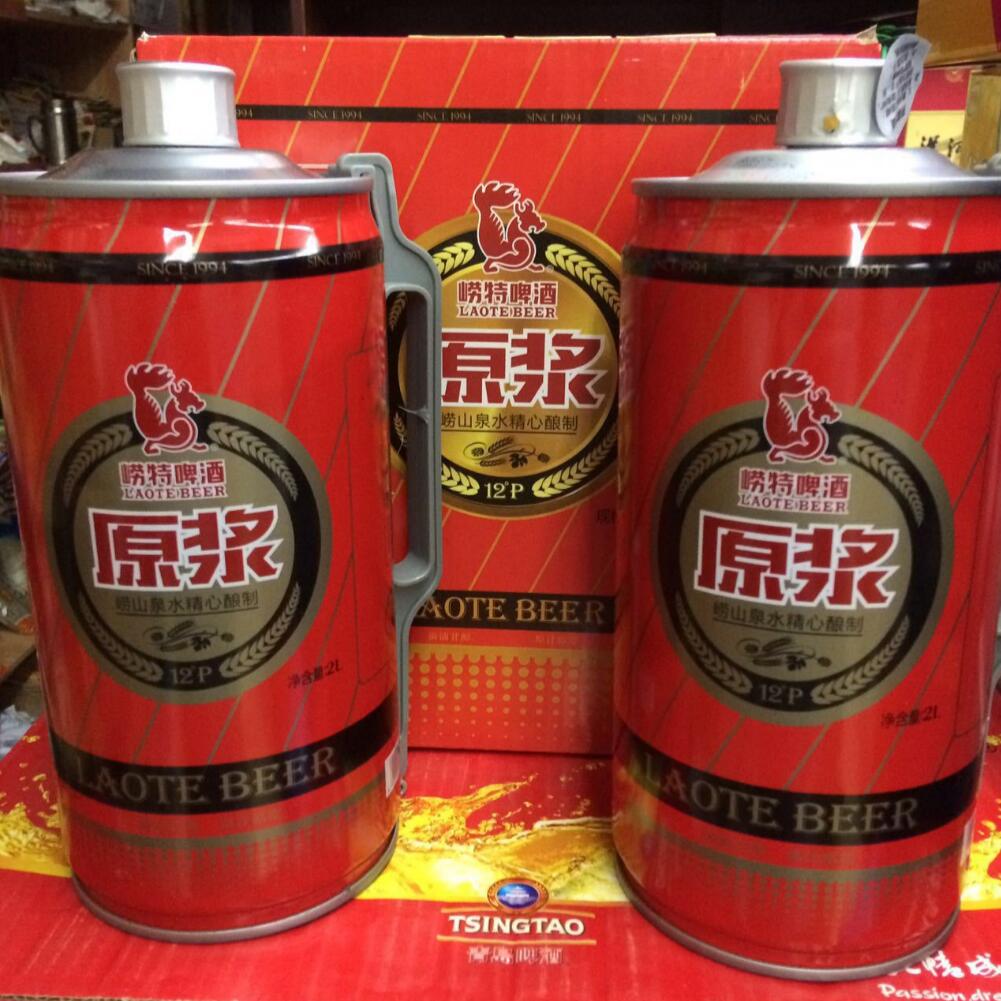 SINCE 1994 SINCE 1994 SINCE 1994 SINCE 1994
崂特啤酒
LAOTE BEER
原浆
崂山泉水精心酿制
12°P
LAOTE BEER
SINCE 1994 SINCE 1994
崂特啤酒
LAOTE BEER
原浆
崂山泉水精心酿制
12°P
净含量:2L
LAOTE BEER
SINCE 1994
崂特啤酒
LAOTE BEER
原浆
崂山泉水精心酿制
12°P
净含量:2L
LAOTE BEER
TSINGTAO
青岛啤酒
Passion